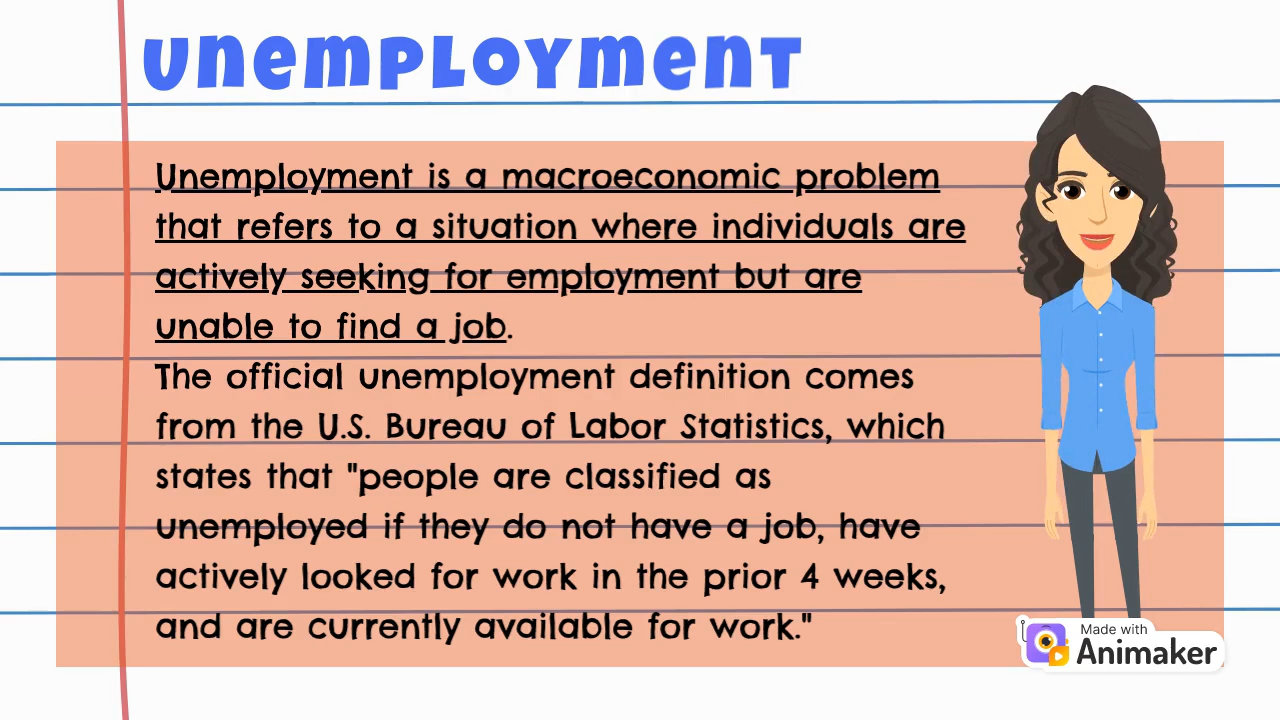 UNEMPLOYMENT
Unemployment is a macroeconomic problem
that refers to a situation where individuals are
actively seeking for employment but are
unable to find a job.
The official unemployment definition comes
from the U.S. Bureau of Labor Statistics, which
states that "people are classified as
unemployed if they do not have a job, have
actively looked for work in the prior 4 weeks,
and are currently available for work."
Made with
Animaker